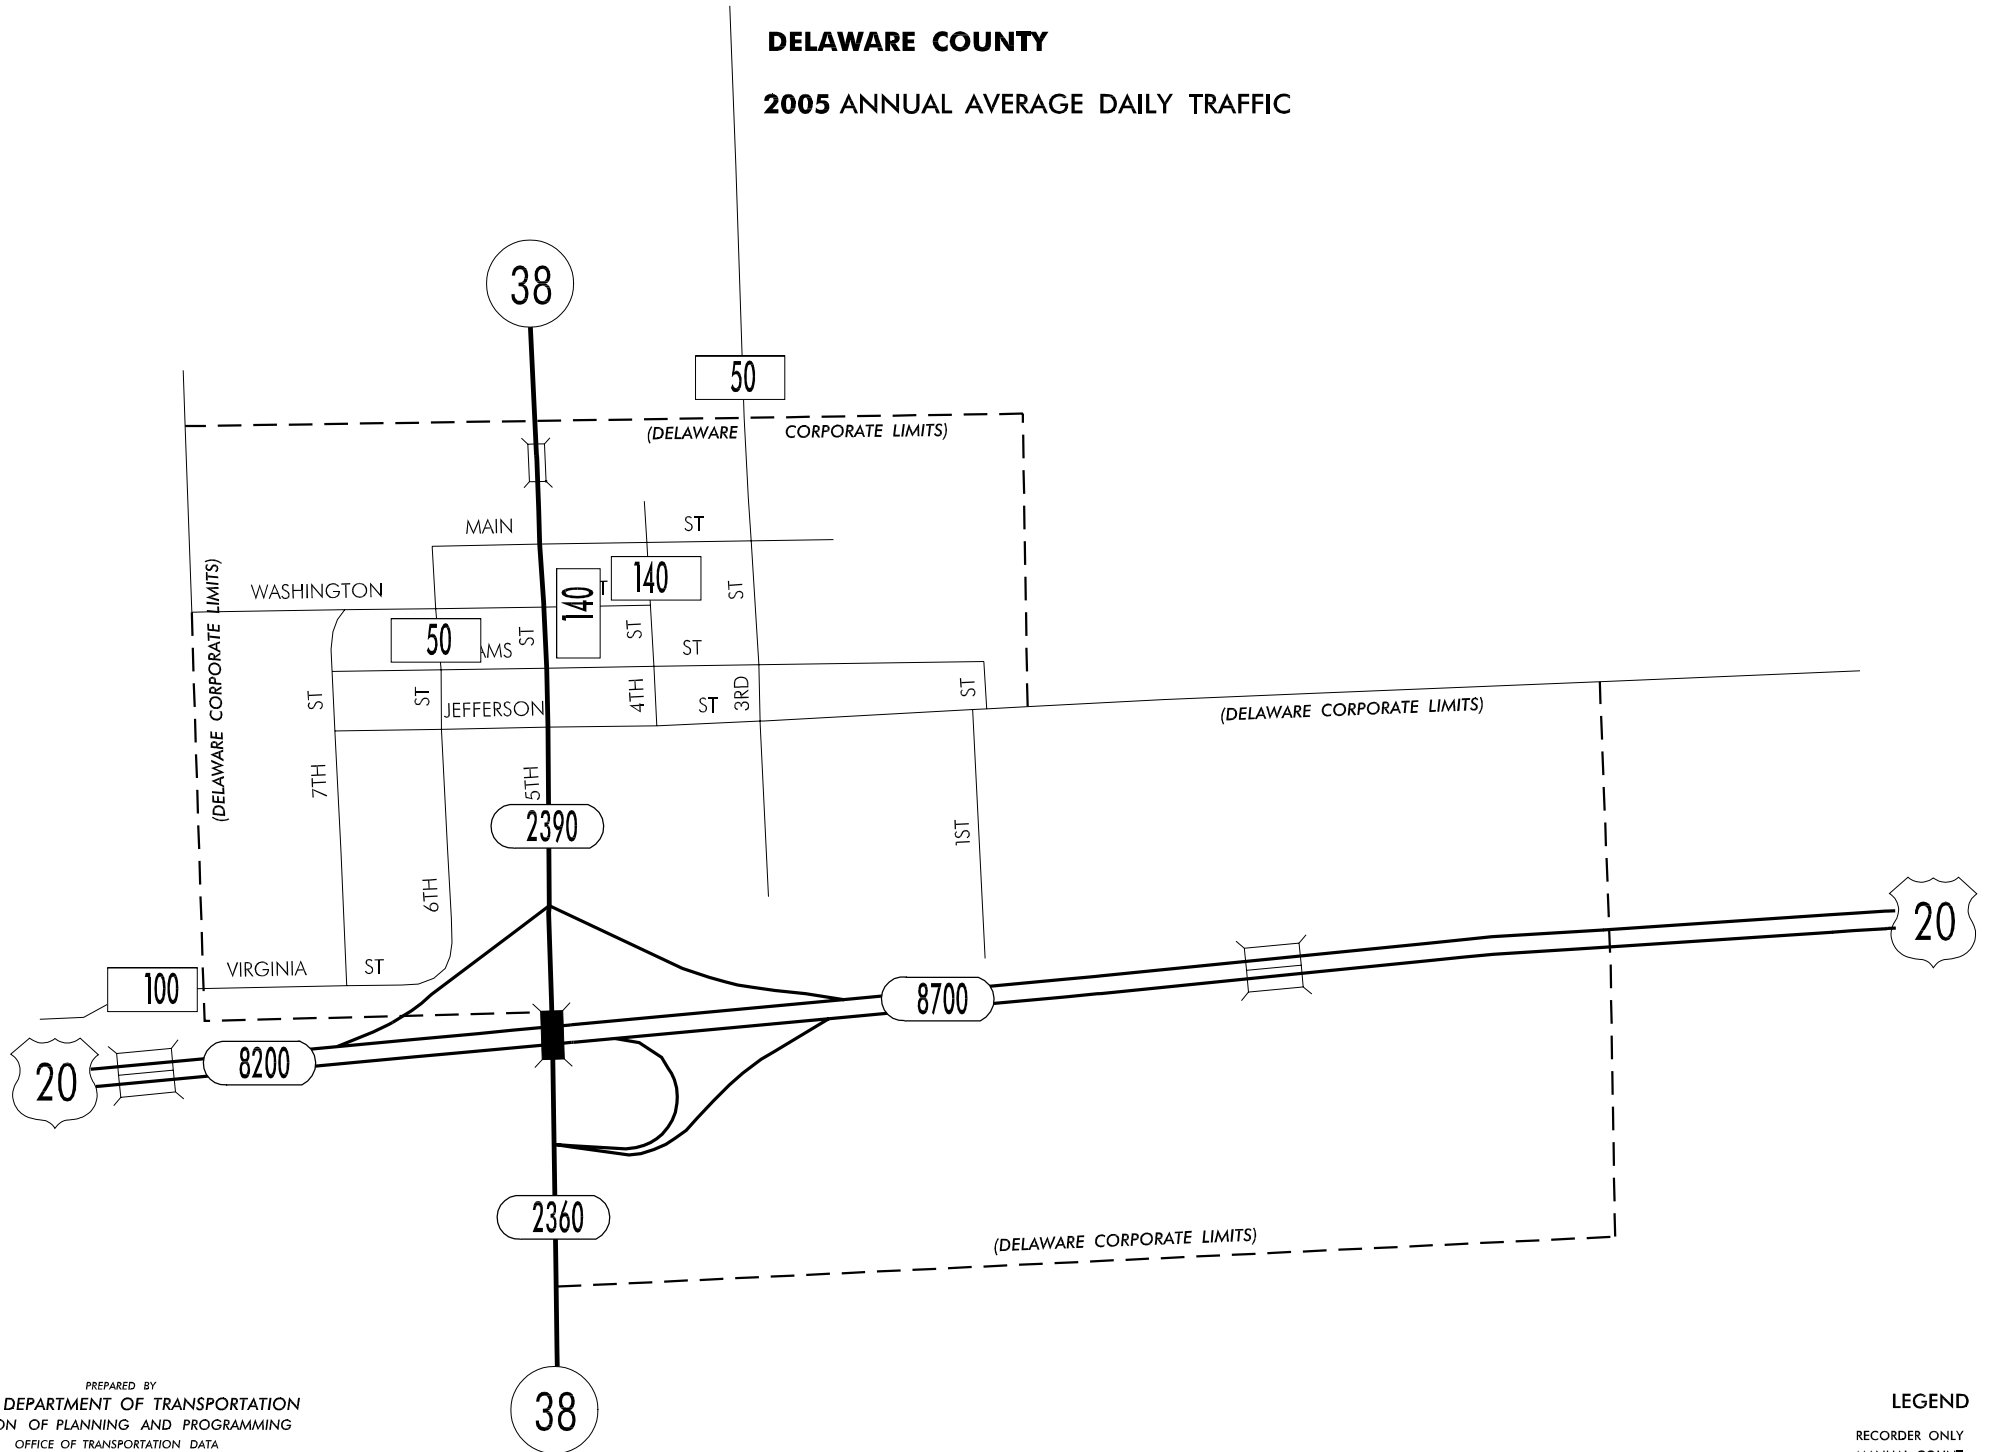 DELAWARE COUNTY
2005 ANNUAL AVERAGE DAILY TRAFFIC
38
50
(DELAWARE CORPORATE LIMITS)
MAIN ST
WASHINGTON
140
140
ST
50
ST
ST
ST
(DELAWARE CORPORATE LIMITS)
ST
ST
JEFFERSON
4TH
ST
3RD
ST
(DELAWARE CORPORATE LIMITS)
7TH
5TH
2390
1ST
6TH
20
VIRGINIA ST
100
8700
20
8200
2360
(DELAWARE CORPORATE LIMITS)
38
PREPARED BY
DEPARTMENT OF TRANSPORTATION
OF PLANNING AND PROGRAMMING
OFFICE OF TRANSPORTATION DATA
LEGEND
RECORDER ONLY